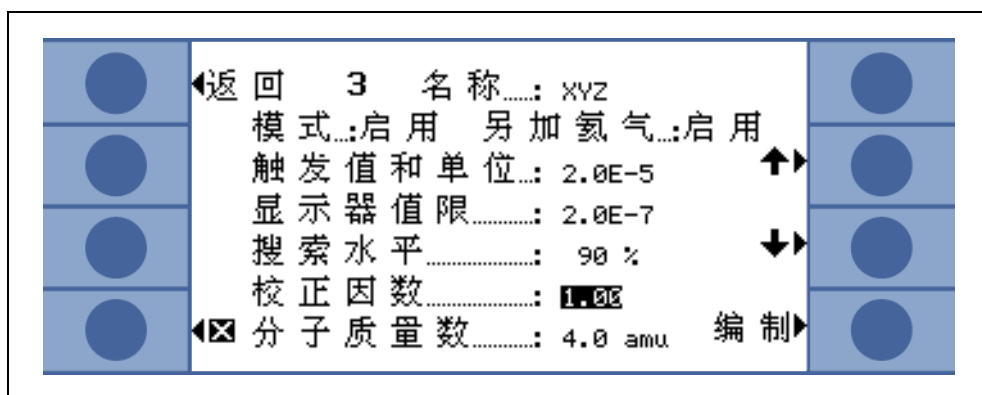 返回 3 名称.....: XYZ
模式...:启用 另加氦气...:启用
触发值和单位...: 2.0E-5
显示器值限...........: 2.0E-7
搜索水平..................: 90 %
校正因数..................: 1.00
分子质量数...........: 4.0 amu 编制